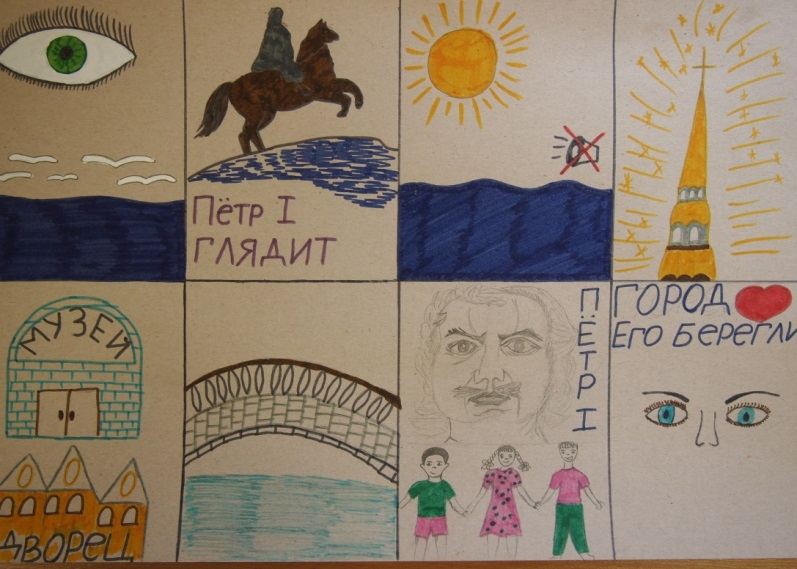 Пётр I
ГЛЯДИТ
МУЗЕЙ
ДВОРЕЦ
ПЁТР I
ГОРОД
Его Берегли